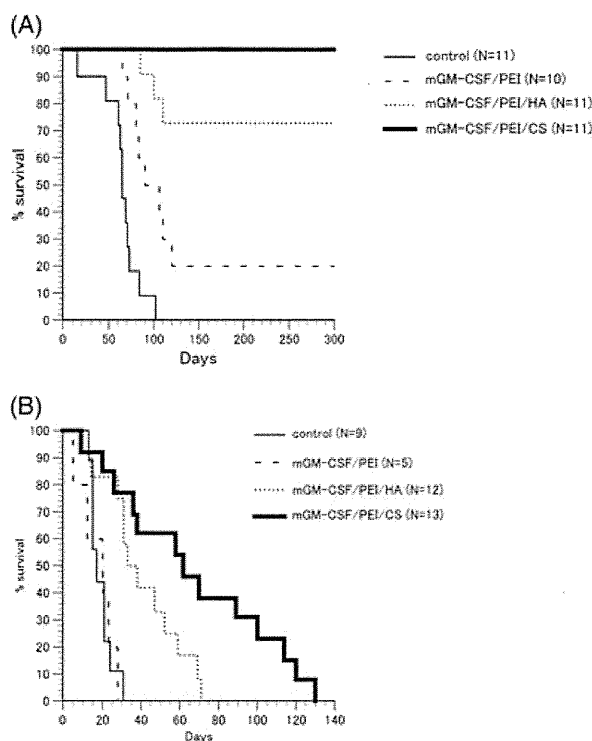 (A)
100
90
80
70
60
50
40
30
20
10
0
% survival
0 50 100 150 200 250 300
Days
control (N=11)
mGM-CSF/PEI (N=10)
mGM-CSF/PEI/HA (N=11)
mGM-CSF/PEI/CS (N=11)
(B)
100
90
80
70
60
50
40
30
20
10
0
% survival
0 20 40 60 80 100 120 140
Days
control (N=9)
mGM-CSF/PEI (N=5)
mGM-CSF/PEI/HA (N=12)
mGM-CSF/PEI/CS (N=13)